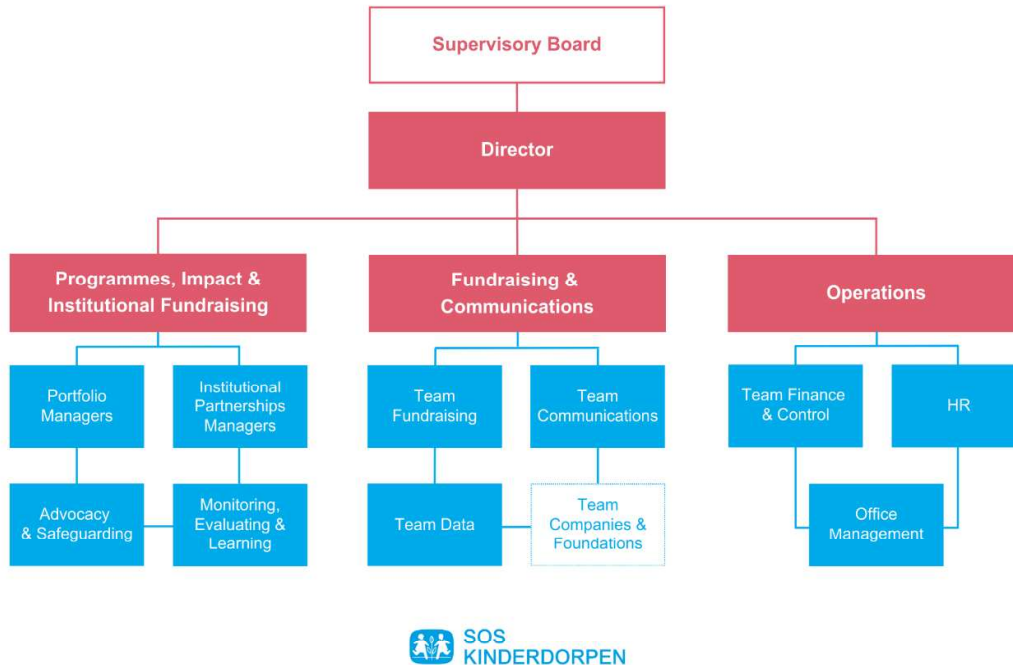 Supervisory Board
Director
Programmes, Impact &
Institutional Fundraising
Fundraising &
Communications
Operations
Portfolio
Managers
Institutional
Partnerships
Managers
Team
Fundraising
Team
Communications
Team Finance
& Control
HR
Advocacy
& Safeguarding
Monitoring,
Evaluating &
Learning
Team Data
Team
Companies &
Foundations
Office
Management
SOS
KINDERDORPEN